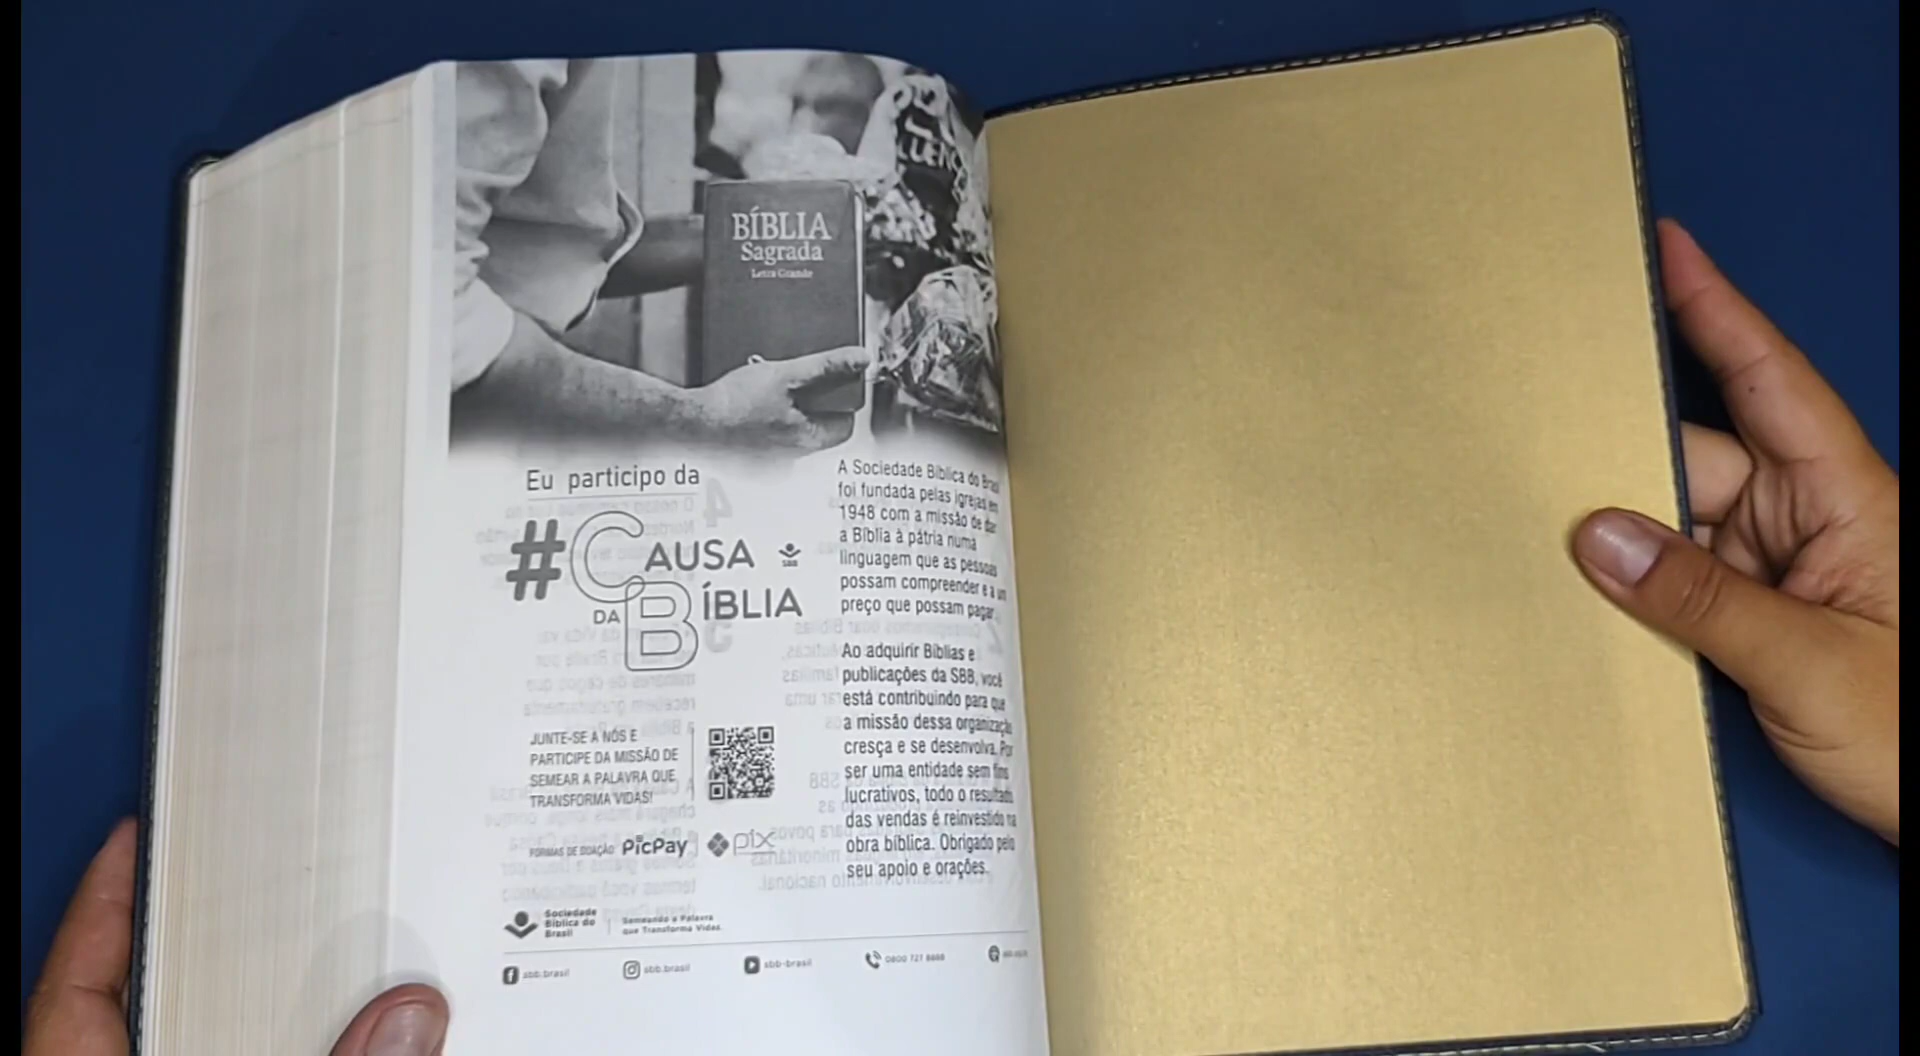 BÍBLIA
Sagrada
Letra Grande
Eu participo da
#CAUSA
SBB
DA BÍBLIA
JUNTE-SE A NÓS E
PARTICIPE DA MISSÃO DE
SEMEAR A PALAVRA QUE
TRANSFORMA VIDAS!
FORMAS DE DOAÇÃO PicPay pix
A Sociedade Bíblica do Brasil
foi fundada pelas igrejas em
1948 com a missão de dar
a Bíblia à pátria numa
linguagem que as pessoas
possam compreender e a um
preço que possam pagar.
Ao adquirir Bíblias e
publicações da SBB, você
está contribuindo para que
a missão dessa organização
cresça e se desenvolva. Por
ser uma entidade sem fins
lucrativos, todo o resultado
das vendas é reinvestido na
obra bíblica. Obrigado pelo
seu apoio e orações.
Sociedade
Bíblica do
Brasil
Semeando a Palavra
que Transforma Vidas.
sbb.brasil
sbb.brasil
sbb-brasil
0800 727 8888